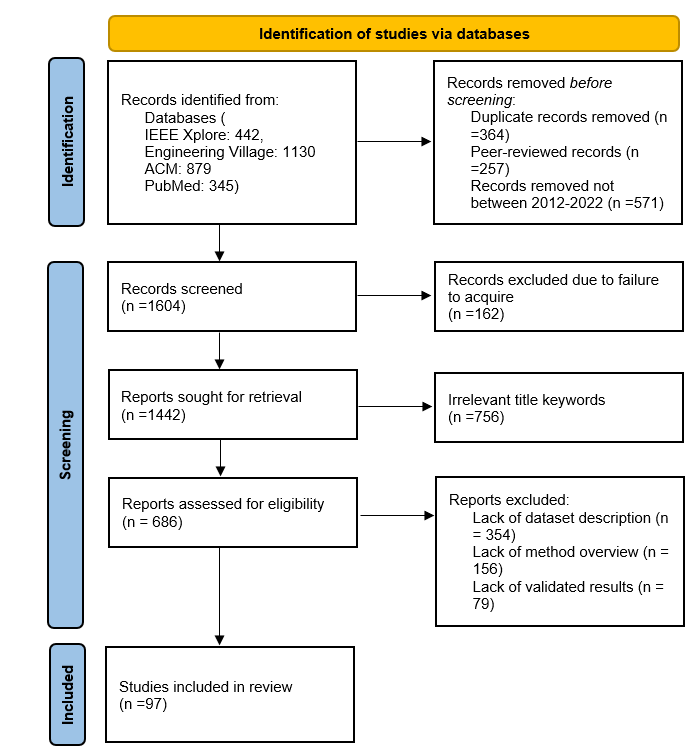 Identification of studies via databases
Identification
Records identified from:
Databases (
IEEE Xplore: 442,
Engineering Village: 1130
ACM: 879
PubMed: 345)
Records removed before
screening:
Duplicate records removed (n
=364)
Peer-reviewed records (n
=257)
Records removed not
between 2012-2022 (n =571)
Screening
Records screened
(n =1604)
Records excluded due to failure
to acquire
(n =162)
Reports sought for retrieval
(n =1442)
Irrelevant title keywords
(n =756)
Reports assessed for eligibility
(n = 686)
Reports excluded:
Lack of dataset description (n
= 354)
Lack of method overview (n =
156)
Lack of validated results (n =
79)
Included
Studies included in review
(n =97)